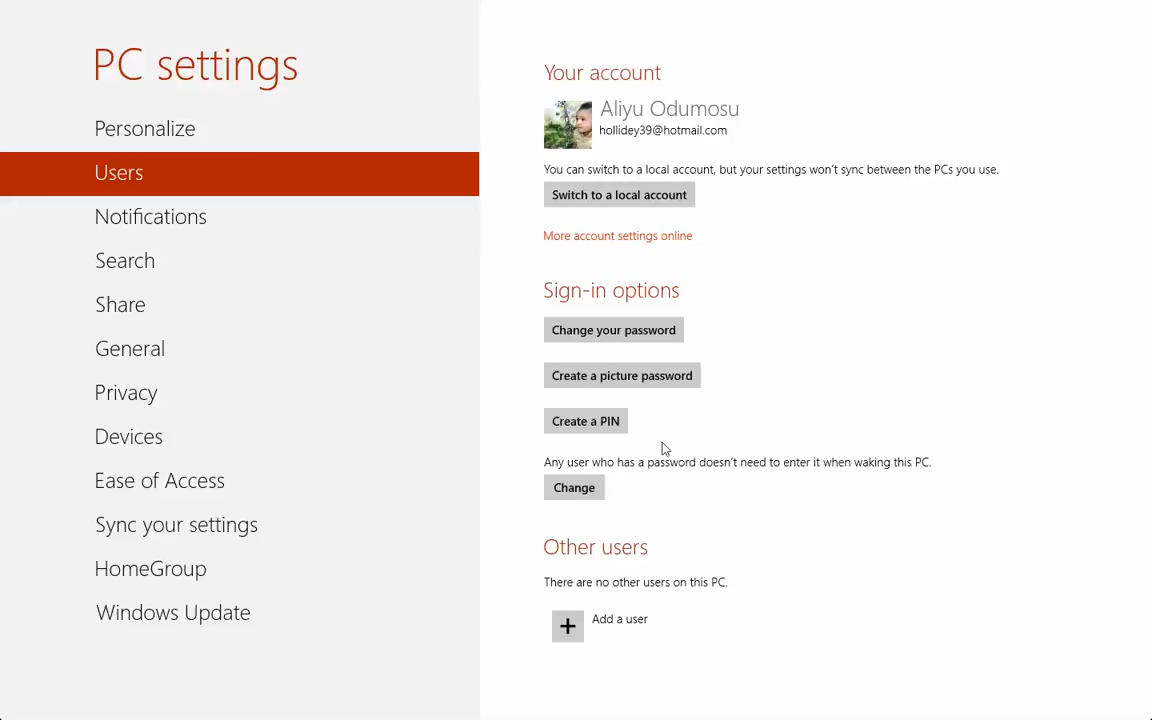 PC settings
Personalize
Users
Notifications
Search
Share
General
Privacy
Devices
Ease of Access
Sync your settings
HomeGroup
Windows Update
Your account
Aliyu Odumosu
hollidey39@hotmail.com
You can switch to a local account, but your settings won't sync between the PCs you use.
Switch to a local account
More account settings online
Sign-in options
Change your password
Create a picture password
Create a PIN
Any user who has a password doesn't need to enter it when waking this PC.
Change
Other users
There are no other users on this PC.
Add a user